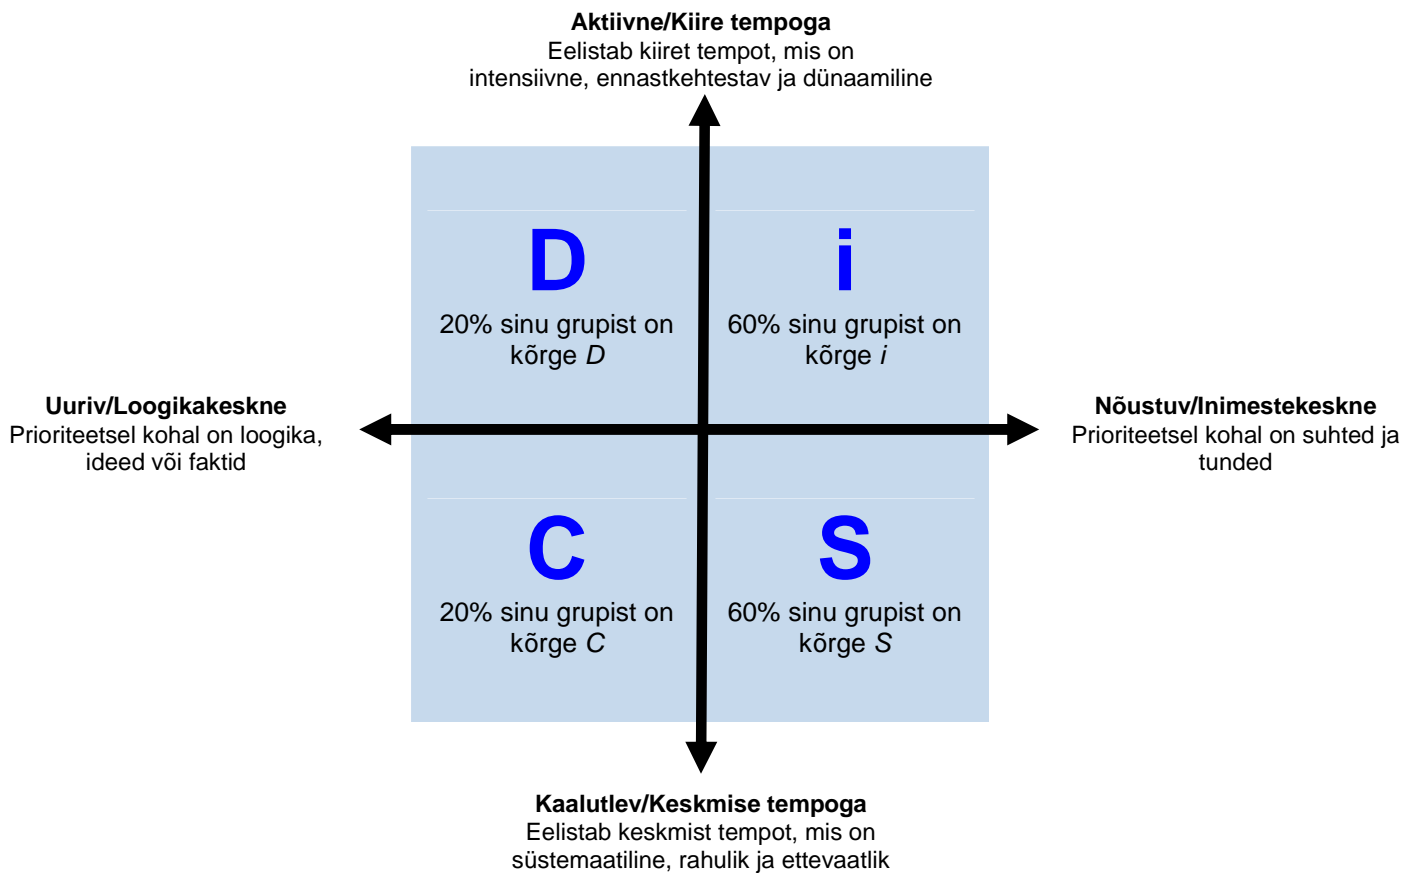 Aktiivne/Kiire tempoga
Eelistab kiiret tempot, mis on
intensiivne, ennastkehtestav ja dünaamiline
D
20% sinu grupist on
kõrge D
i
60% sinu grupist on
kõrge i
Uuriv/Loogikakeskne
Prioriteetsel kohal on loogika,
ideed või faktid
Nõustuv/Inimestekeskne
Prioriteetsel kohal on suhted ja
tunded
C
20% sinu grupist on
kõrge C
S
60% sinu grupist on
kõrge S
Kaalutlev/Keskmise tempoga
Eelistab keskmist tempot, mis on
süstemaatiline, rahulik ja ettevaatlik